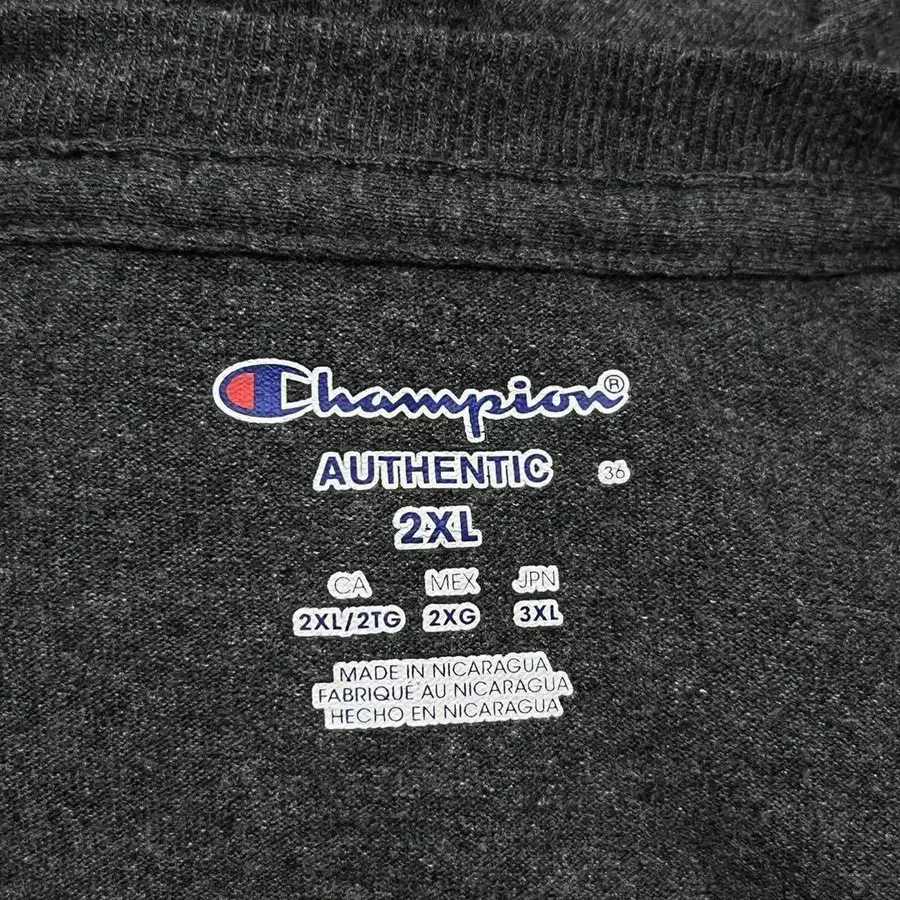 Champion®
AUTHENTIC 36
2XL
CA MEX JPN
2XL/2TG 2XG 3XL
MADE IN NICARAGUA
FABRIQUÉ AU NICARAGUA
HECHO EN NICARAGUA